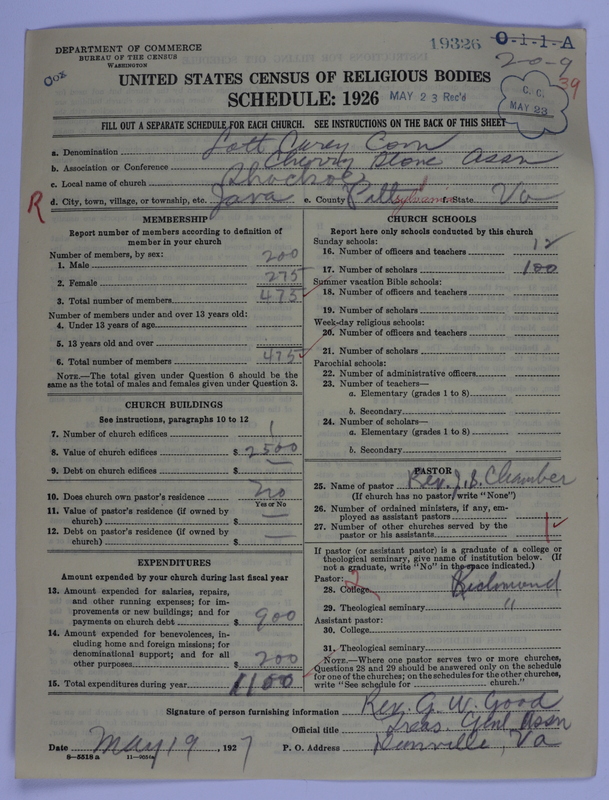 DEPARTMENT OF COMMERCE
BUREAU OF THE CENSUS
WASHINGTON
19326 O-i-1-A
20-9
39
UNITED STATES CENSUS OF RELIGIOUS BODIES
SCHEDULE: 1926 MAY 23 Rec'd
C. C.
MAY 23
FILL OUT A SEPARATE SCHEDULE FOR EACH CHURCH. SEE INSTRUCTIONS ON THE BACK OF THIS SHEET
a. Denomination Lott Carey Con
b. Association or Conference Cherry Stone Assn
c. Local name of church Shockoe
R d. City, town, village, or township, etc. Java e. County Pittsylvania f. State Va
MEMBERSHIP
Report number of members according to definition of
member in your church
Number of members, by sex:
1. Male 200
2. Female 275
3. Total number of members 475
Number of members under and over 13 years old:
4. Under 13 years of age
5. 13 years old and over
6. Total number of members 475
NOTE.—The total given under Question 6 should be
same as the total of males and females given under Question 3.
CHURCH BUILDINGS
See instructions, paragraphs 10 to 12
7. Number of church edifices 1
8. Value of church edifices $ 2500
9. Debt on church edifices $ —
10. Does church own pastor's residence no
Yes or No
11. Value of pastor's residence (if owned by
church) $ —
12. Debt on pastor's residence (if owned by
church) $ —
EXPENDITURES
Amount expended by your church during last fiscal year
13. Amount expended for salaries, repairs,
and other running expenses; for im-
provements or new buildings; and for
payments on church debt $ 900
14. Amount expended for benevolences, in-
cluding home and foreign missions; for
denominational support; and for all
other purposes $ 200
15. Total expenditures during year 1100
CHURCH SCHOOLS
Report here only schools conducted by this church
Sunday schools:
16. Number of officers and teachers 12
17. Number of scholars 100
Summer vacation Bible schools:
18. Number of officers and teachers
19. Number of scholars
Week-day religious schools:
20. Number of officers and teachers
21. Number of scholars
Parochial schools:
22. Number of administrative officers
23. Number of teachers—
a. Elementary (grades 1 to 8)
b. Secondary
24. Number of scholars—
a. Elementary (grades 1 to 8)
b. Secondary
PASTOR
25. Name of pastor Rev. J. B. Chamber
(If church has no pastor, write "None")
26. Number of ordained ministers, if any, em-
ployed as assistant pastors
27. Number of other churches served by the
pastor or his assistants 1
If pastor (or assistant pastor) is a graduate of a college or
theological seminary, give name of institution below. (If
not a graduate, write "No" in the space indicated.)
Pastor: 2
28. College Richmond
29. Theological seminary "
Assistant pastor:
30. College
31. Theological seminary
NOTE.—Where one pastor serves two or more churches,
Questions 28 and 29 should be answered only on the schedule
for one of the churches; on the schedules for the other churches,
write "See schedule for church."
Signature of person furnishing information Rev. G. W. Good
Official title Treas Genl Assn
Date May 19, 1927 P. O. Address Danville, Va
8—5518 a 11—9051a